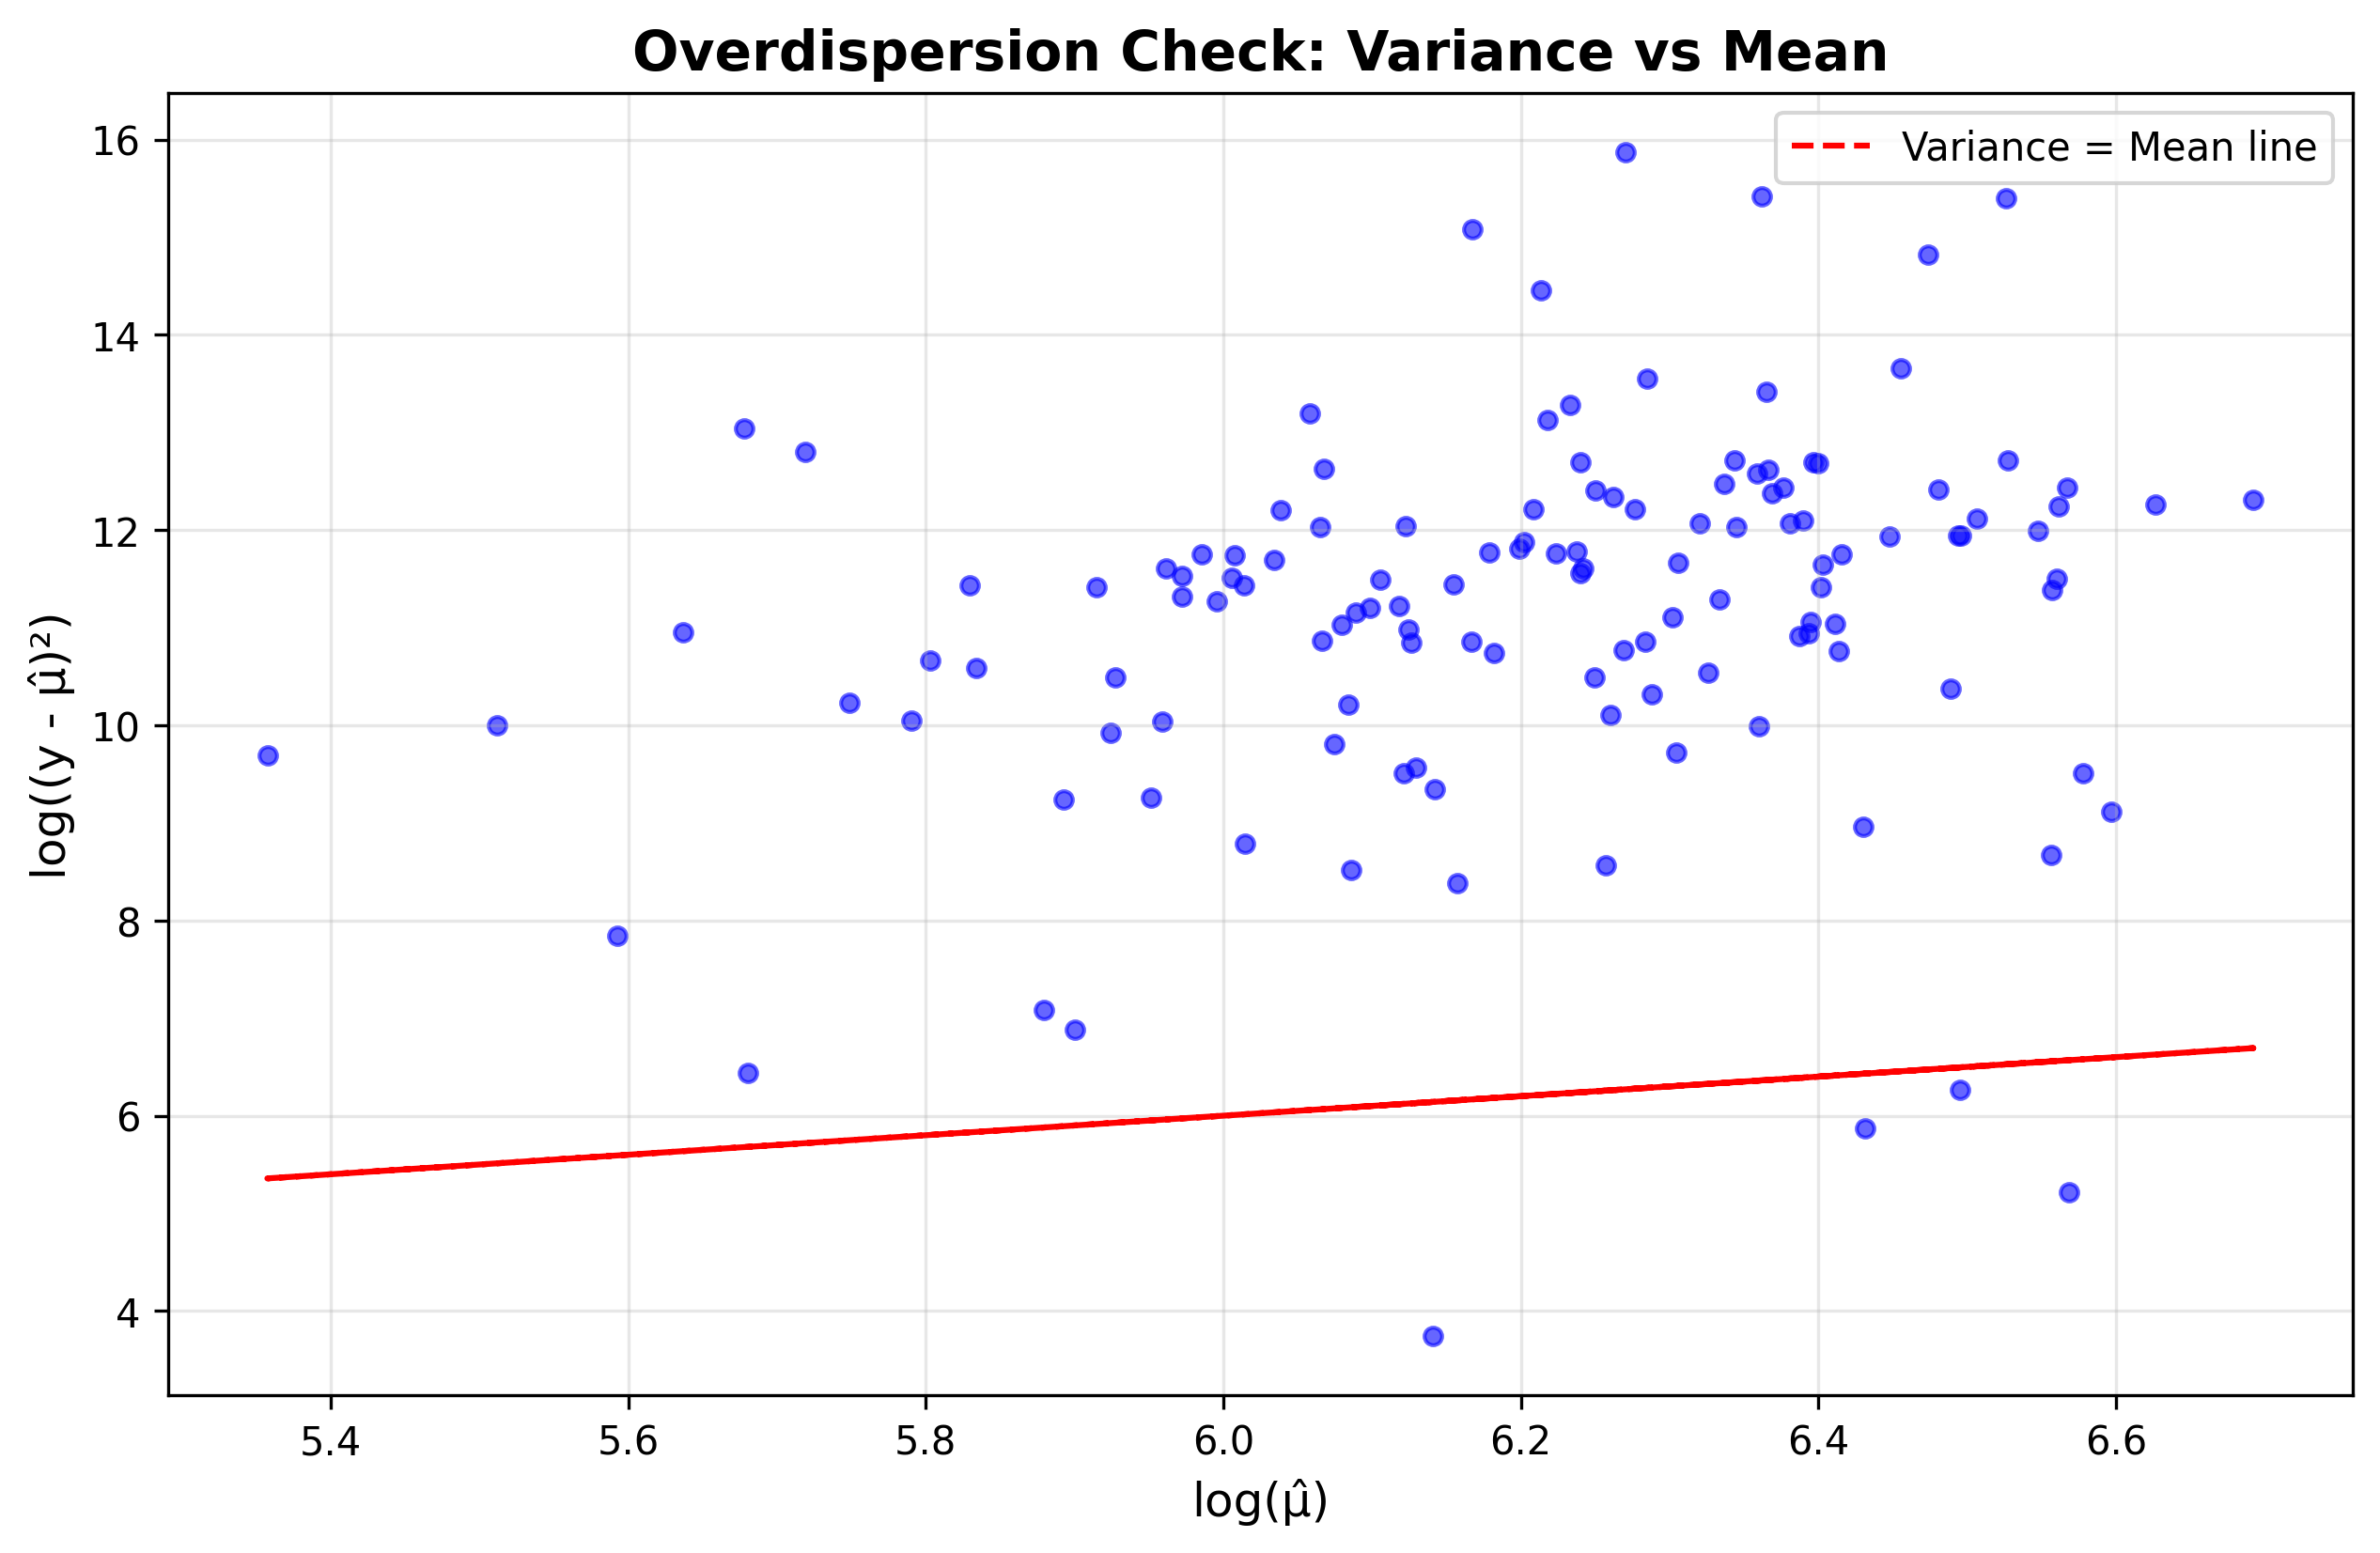 Overdispersion Check: Variance vs Mean
Variance = Mean line
16
14
12
10
8
6
4
log((y - μ̂)²)
5.4 5.6 5.8 6.0 6.2 6.4 6.6
log(μ̂)